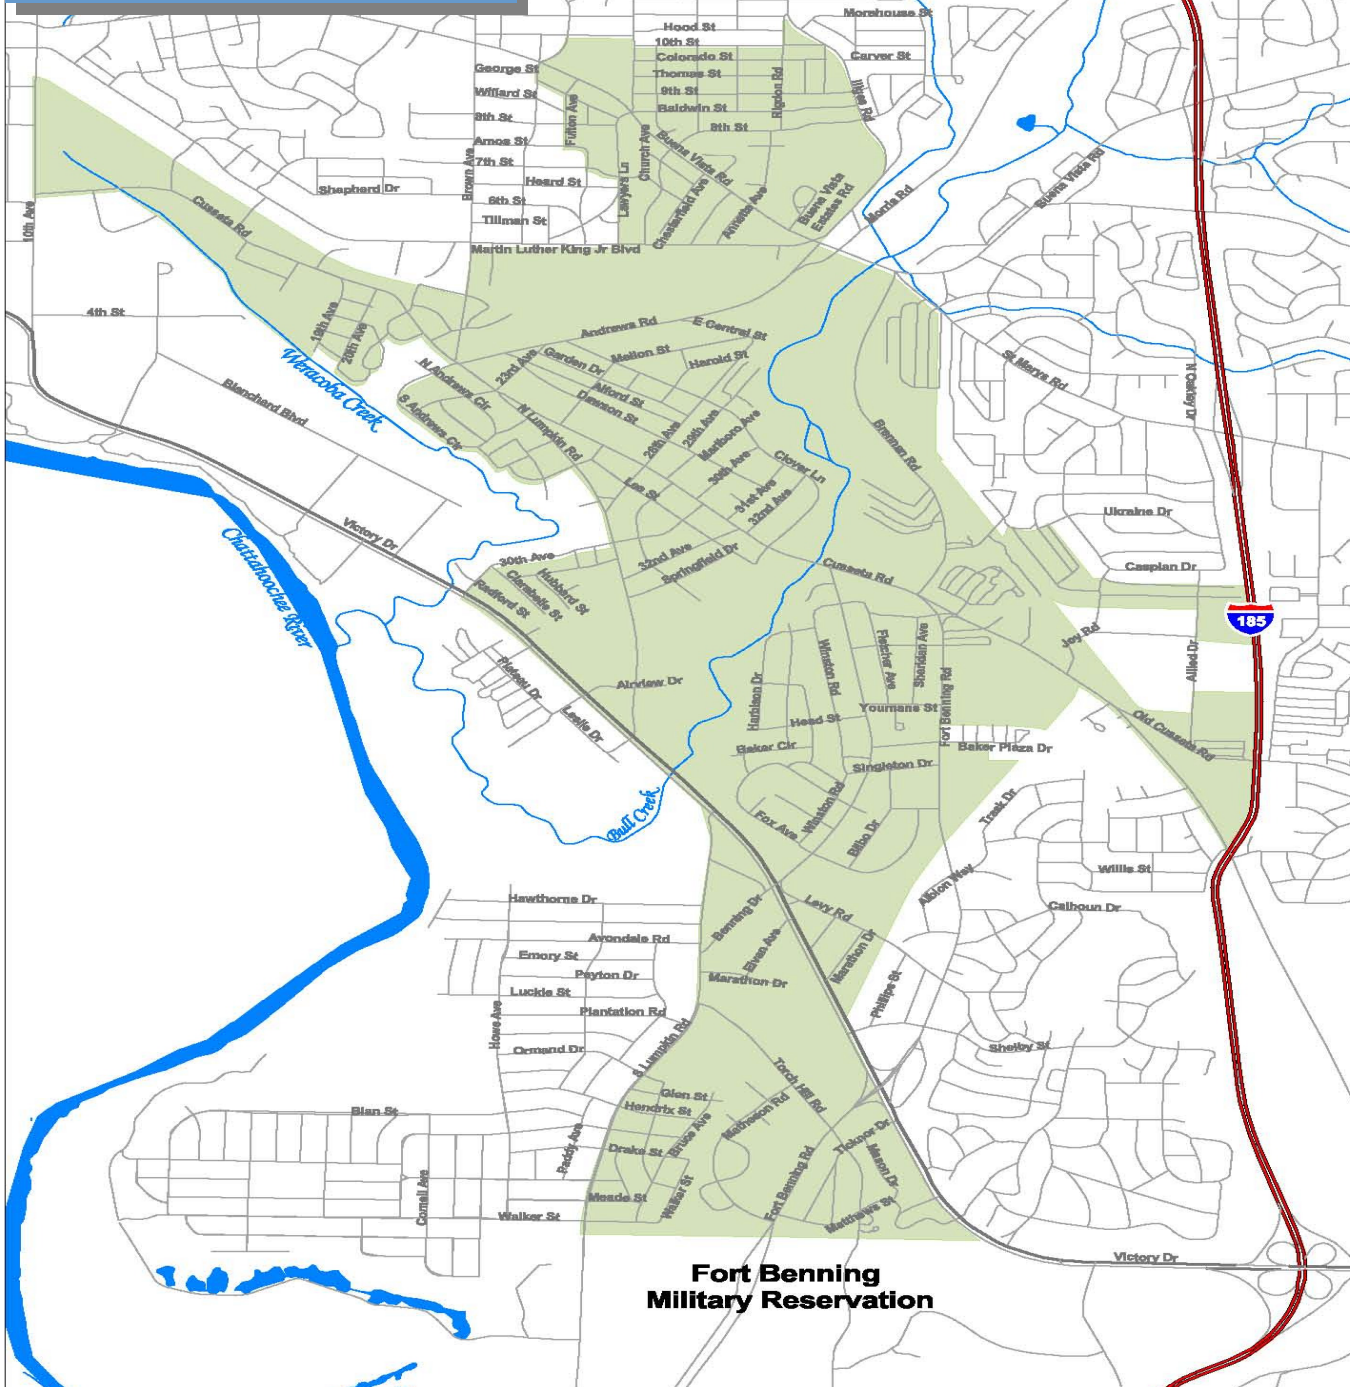 Morehouse St
Hood St
10th St
Colorado St
Carver St
George St
Thomas St
Willard St
9th St
Rigdon Rd
Illges Rd
Fulton Ave
Baldwin St
8th St
8th St
Amos St
Church Ave
Buena Vista Rd
Buena Vista Rd
Brown Ave
7th St
Heard St
Lawyers Ln
Shepherd Dr
6th St
Chesterfield Ave
Annette Ave
Buena Vista
Estates Rd
Morris Rd
10th Ave
Cusseta Rd
Tillman St
Martin Luther King Jr Blvd
4th St
19th Ave
20th Ave
Andrews Rd
E Central St
Weracoba Creek
N Andrews Cir
23rd Ave
Garden Dr
Mellon St
Harold St
St Marys Rd
N Oakley Dr
Blanchard Blvd
S Andrews Cir
Alford St
Dawson St
N Lumpkin Rd
28th Ave
29th Ave
Marlboro Ave
Brennan Rd
30th Ave
Clover Ln
Lee St
31st Ave
32nd Ave
Ukraine Dr
Victory Dr
Chattahoochee River
30th Ave
32nd Ave
Springfield Dr
Cusseta Rd
Caspian Dr
Hubbard St
Clarabelle St
Radford St
185
Joy Rd
Allied Dr
Winston Rd
Fletcher Ave
Sheridan Ave
Plateau Dr
Airview Dr
Harbison Dr
Fort Benning Rd
Leslie Dr
Head St
Youmans St
Old Cusseta Rd
Baker Cir
Baker Plaza Dr
Singleton Dr
Bull Creek
Fox Ave
Winston Rd
Bilbo Dr
Trask Dr
Willis St
Albion Way
Hawthorne Dr
Benning Dr
Levy Rd
Calhoun Dr
Avondale Rd
Elvan Ave
Marathon Dr
Emory St
Payton Dr
Marathon Dr
Phillips St
Luckie St
Plantation Rd
Howe Ave
Ormand Dr
S Lumpkin Rd
Shelby St
Torch Hill Rd
Glen St
Hendrix St
Matheson Rd
Blan St
Bruce Ave
Ticknor Dr
Paddy Ave
Drake St
Mason Dr
Cornell Ave
Meade St
Walker St
Fort Benning Rd
Walker St
Matthews St
Victory Dr
Fort Benning
Military Reservation